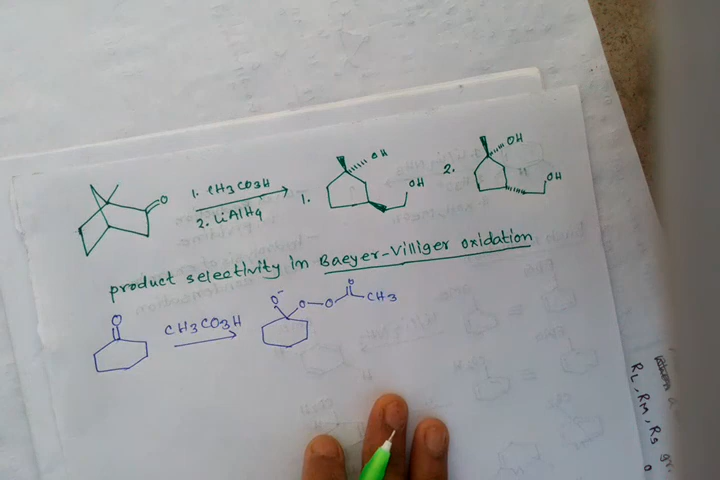 1. CH3CO3H
2. LiAlH4
O
1.
OH
OH
2.
OH
OH
product selectivity in Baeyer-Villiger oxidation
O
CH3CO3H
O⁻
O-O
O
CH3
RL, RM, RS gr.